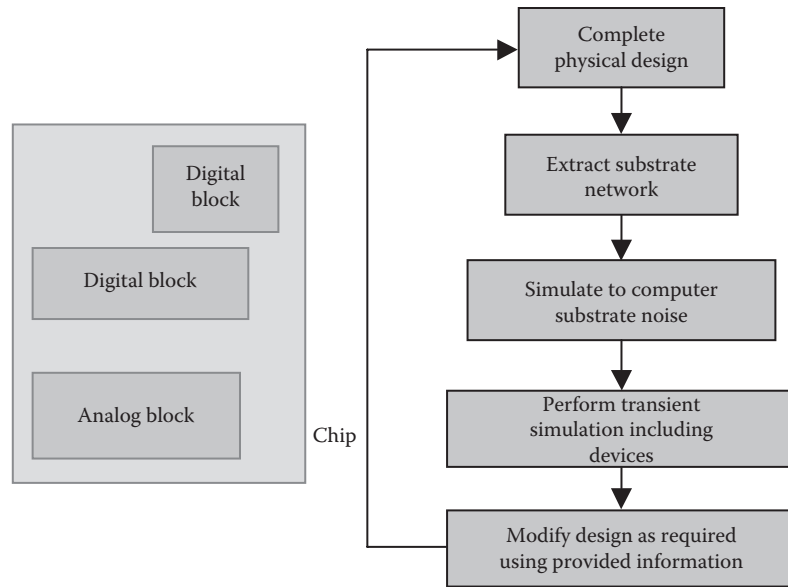 Digital
block
Digital block
Analog block
Chip
Complete
physical design
Extract substrate
network
Simulate to computer
substrate noise
Perform transient
simulation including
devices
Modify design as required
using provided information